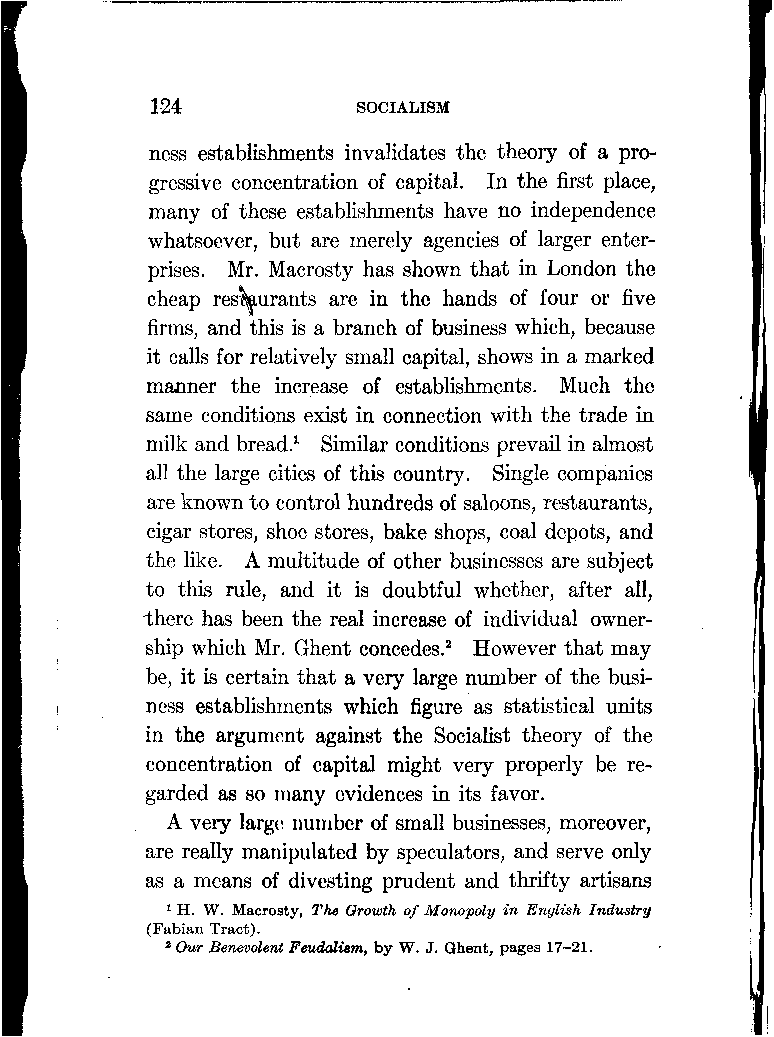 124 SOCIALISM
ness establishments invalidates the theory of a pro-
gressive concentration of capital. In the first place,
many of these establishments have no independence
whatsoever, but are merely agencies of larger enter-
prises. Mr. Macrosty has shown that in London the
cheap restaurants are in the hands of four or five
firms, and this is a branch of business which, because
it calls for relatively small capital, shows in a marked
manner the increase of establishments. Much the
same conditions exist in connection with the trade in
milk and bread.¹ Similar conditions prevail in almost
all the large cities of this country. Single companies
are known to control hundreds of saloons, restaurants,
cigar stores, shoe stores, bake shops, coal depots, and
the like. A multitude of other businesses are subject
to this rule, and it is doubtful whether, after all,
there has been the real increase of individual owner-
ship which Mr. Ghent concedes.² However that may
be, it is certain that a very large number of the busi-
ness establishments which figure as statistical units
in the argument against the Socialist theory of the
concentration of capital might very properly be re-
garded as so many evidences in its favor.
A very large number of small businesses, moreover,
are really manipulated by speculators, and serve only
as a means of divesting prudent and thrifty artisans
¹ H. W. Macrosty, The Growth of Monopoly in English Industry
(Fabian Tract).
² Our Benevolent Feudalism, by W. J. Ghent, pages 17–21.